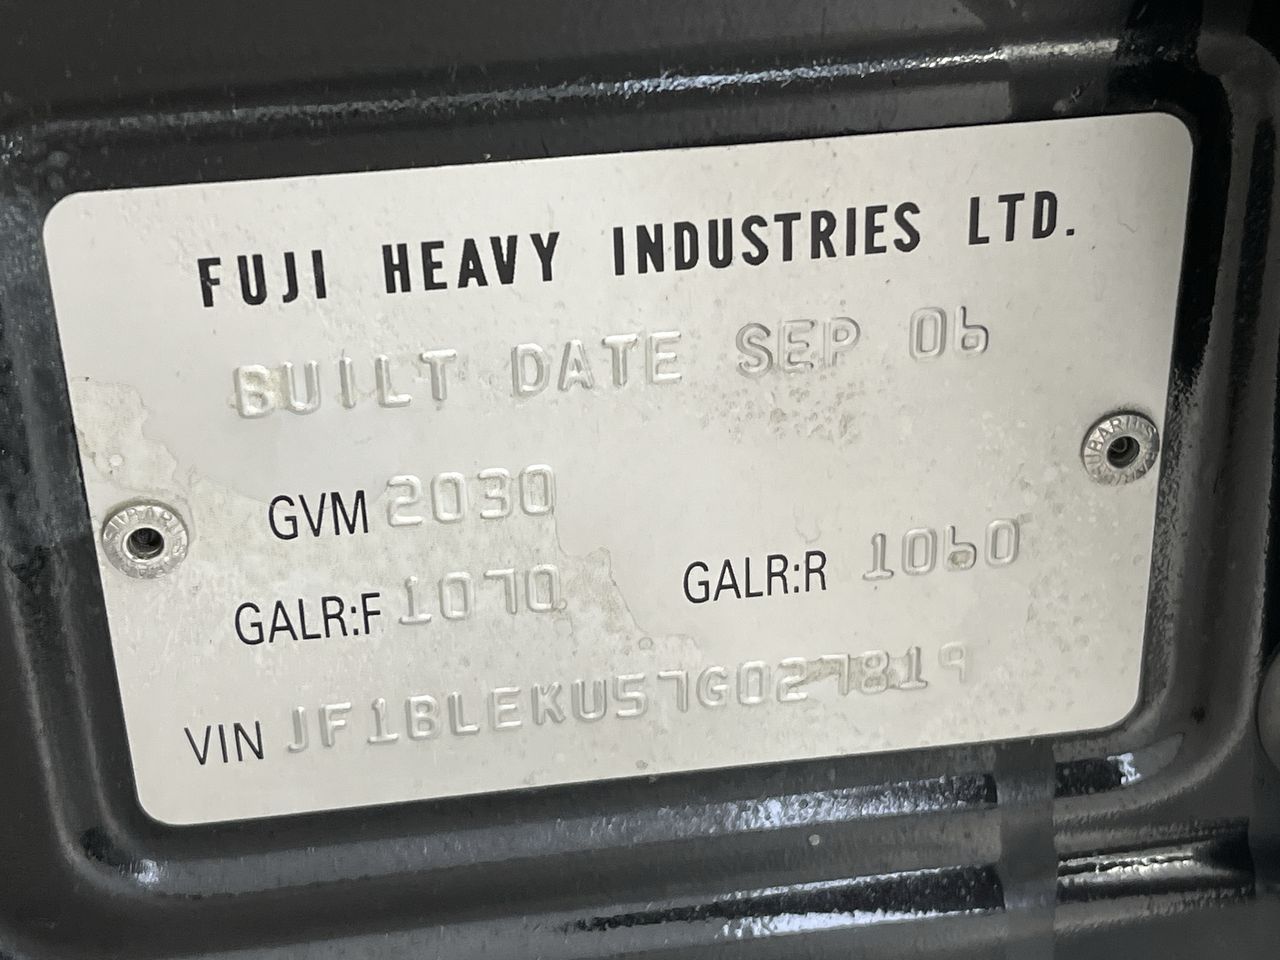 FUJI HEAVY INDUSTRIES LTD.
BUILT DATE SEP 06
GVM 2030
GALR:F 1070 GALR:R 1060
VIN JF1BLEKU57G027819